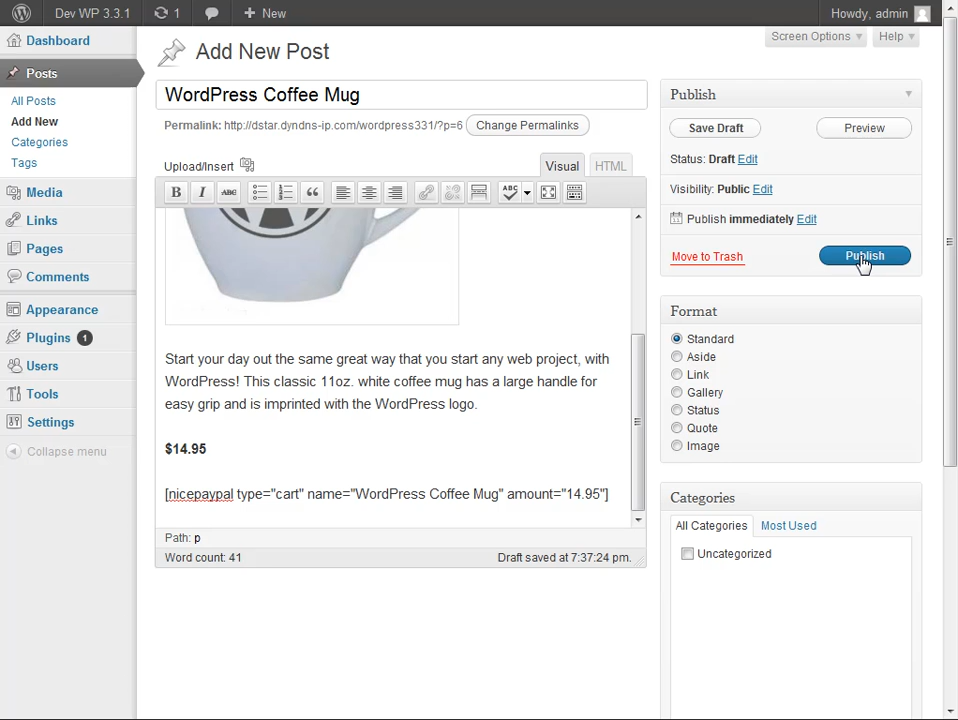 Dev WP 3.3.1
1
+ New
Howdy, admin
Screen Options
Help
Dashboard
Posts
All Posts
Add New
Categories
Tags
Media
Links
Pages
Comments
Appearance
Plugins 1
Users
Tools
Settings
Collapse menu
Add New Post
WordPress Coffee Mug
Permalink: http://dstar.dyndns-ip.com/wordpress331/?p=6 Change Permalinks
Upload/Insert
Visual
HTML
B I ABC
ABC
Start your day out the same great way that you start any web project, with
WordPress! This classic 11oz. white coffee mug has a large handle for
easy grip and is imprinted with the WordPress logo.
$14.95
[nicepaypal type="cart" name="WordPress Coffee Mug" amount="14.95"]
Path: p
Word count: 41
Draft saved at 7:37:24 pm.
Publish
Save Draft
Preview
Status: Draft Edit
Visibility: Public Edit
Publish immediately Edit
Move to Trash
Publish
Format
Standard
Aside
Link
Gallery
Status
Quote
Image
Categories
All Categories
Most Used
Uncategorized